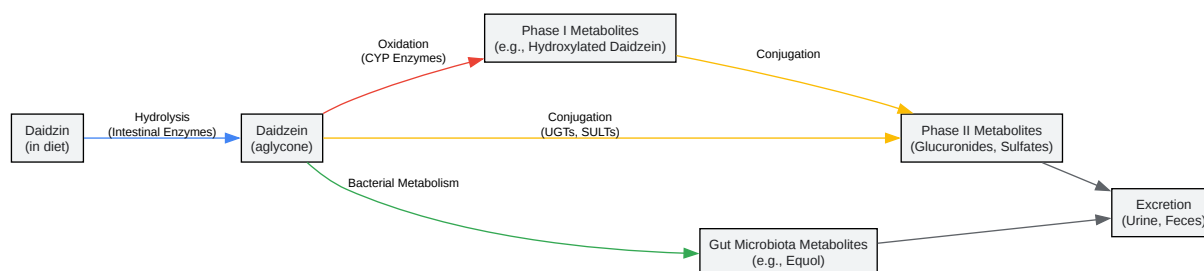 Daidzin
(in diet)
Hydrolysis
(Intestinal Enzymes)
Daidzein
(aglycone)
Oxidation
(CYP Enzymes)
Phase I Metabolites
(e.g., Hydroxylated Daidzein)
Conjugation
Conjugation
(UGTs, SULTs)
Phase II Metabolites
(Glucuronides, Sulfates)
Bacterial Metabolism
Gut Microbiota Metabolites
(e.g., Equol)
Excretion
(Urine, Feces)